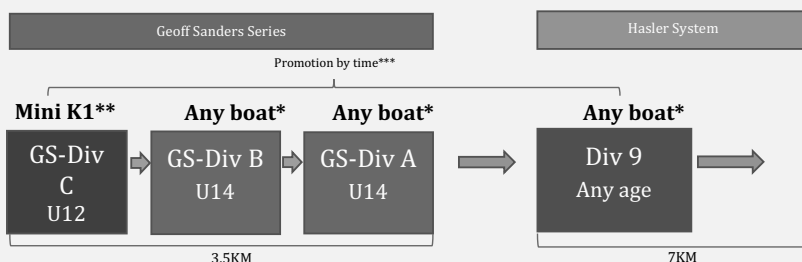 Geoff Sanders Series
Hasler System
Promotion by time***
Mini K1**
Any boat*
Any boat*
Any boat*
GS-Div
C
U12
GS-Div B
U14
GS-Div A
U14
Div 9
Any age
3.5KM
7KM